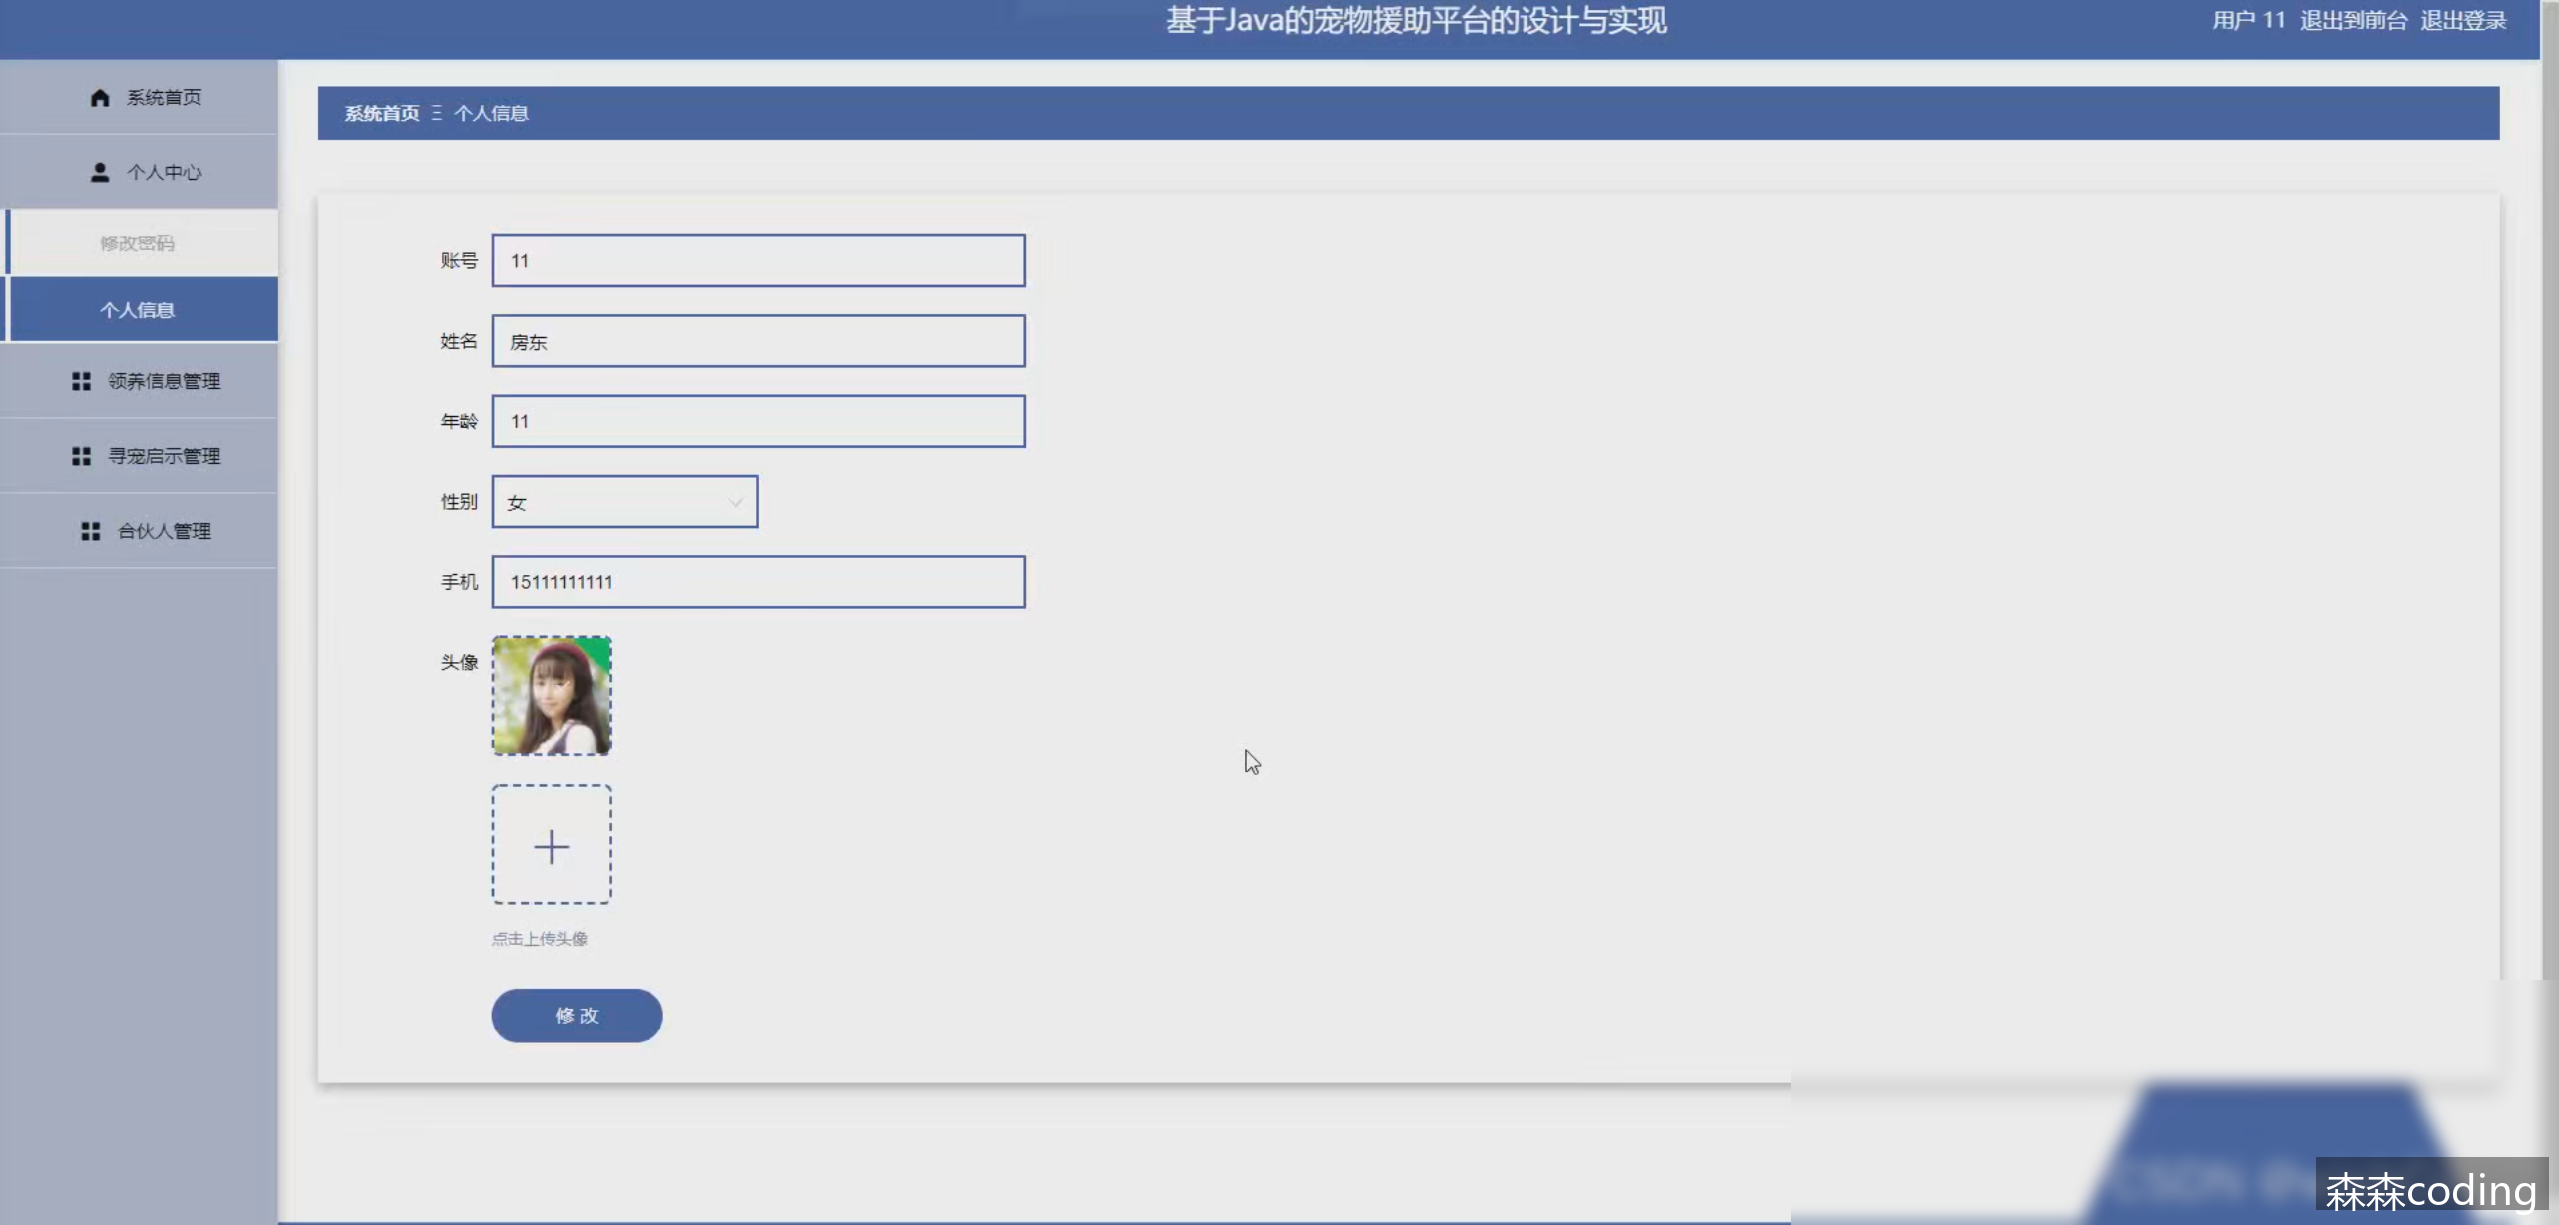 基于Java的宠物援助平台的设计与实现
用户 11 退出到前台 退出登录
系统首页
个人中心
修改密码
个人信息
领养信息管理
寻宠启示管理
合伙人管理
系统首页 Ξ 个人信息
账号 11
姓名 房东
年龄 11
性别 女
手机 15111111111
头像
点击上传头像
修改
森森coding